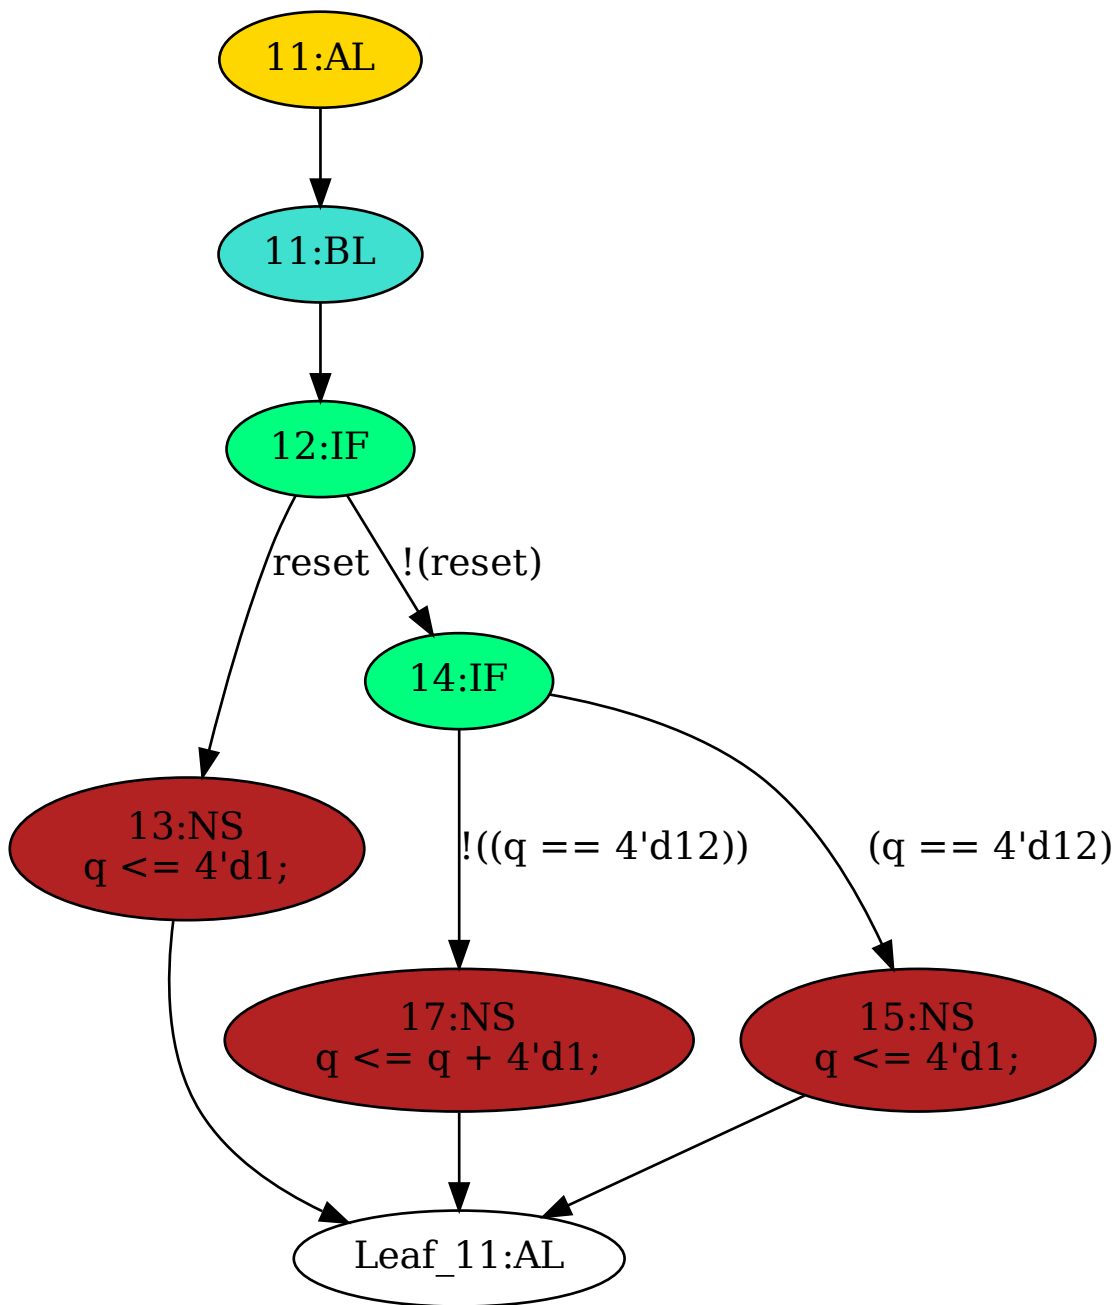 11:AL
11:BL
12:IF
reset
!(reset)
14:IF
13:NS
q <= 4'd1;
!((q == 4'd12))
(q == 4'd12)
17:NS
q <= q + 4'd1;
15:NS
q <= 4'd1;
Leaf_11:AL